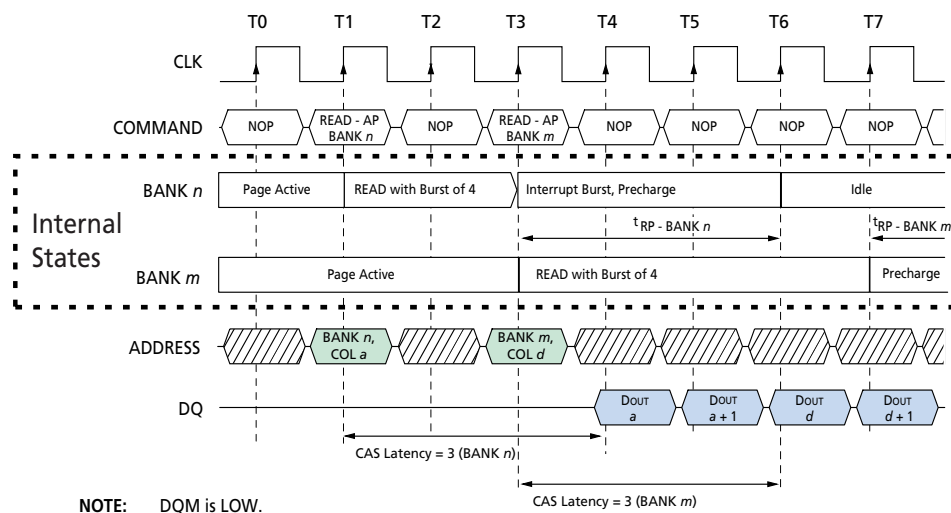 T0 T1 T2 T3 T4 T5 T6 T7
CLK
COMMAND NOP READ - AP BANK n NOP READ - AP BANK m NOP NOP NOP NOP
BANK n Page Active READ with Burst of 4 Interrupt Burst, Precharge Idle
Internal States
tRP - BANK n tRP - BANK m
BANK m Page Active READ with Burst of 4 Precharge
ADDRESS BANK n, COL a BANK m, COL d
DQ DOUT a DOUT a + 1 DOUT d DOUT d + 1
CAS Latency = 3 (BANK n)
CAS Latency = 3 (BANK m)
NOTE: DQM is LOW.